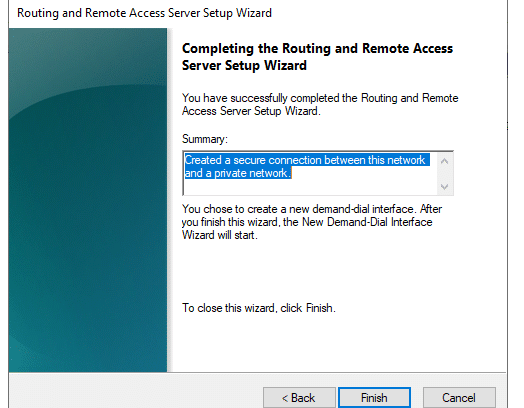 Routing and Remote Access Server Setup Wizard
Completing the Routing and Remote Access
Server Setup Wizard
You have successfully completed the Routing and Remote
Access Server Setup Wizard.
Summary:
Created a secure connection between this network
and a private network.
You chose to create a new demand-dial interface. After
you finish this wizard, the New Demand-Dial Interface
Wizard will start.
To close this wizard, click Finish.
< Back
Finish
Cancel